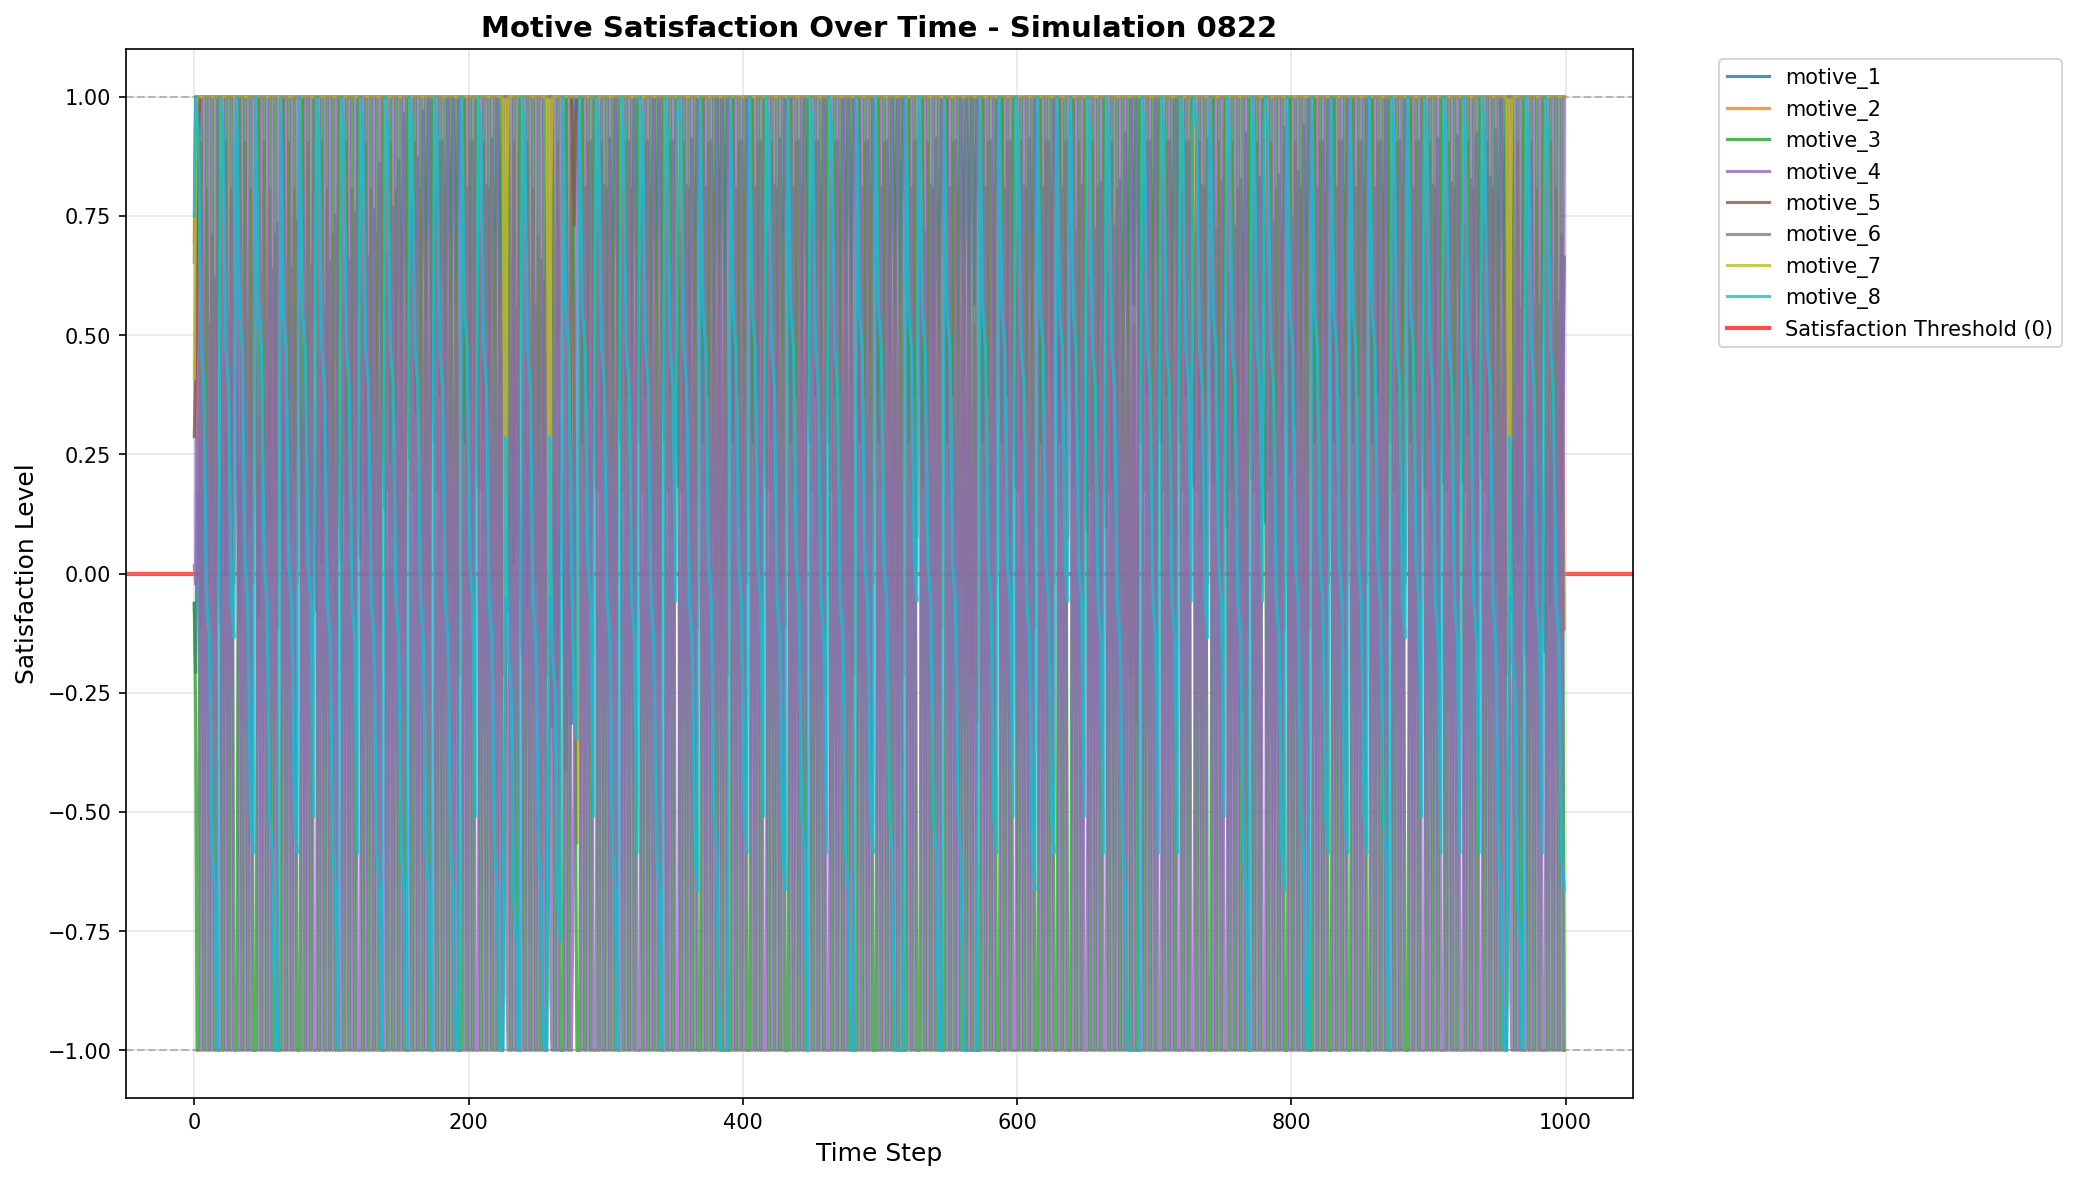 Motive Satisfaction Over Time - Simulation 0822
motive_1
motive_2
motive_3
motive_4
motive_5
motive_6
motive_7
motive_8
Satisfaction Threshold (0)
Satisfaction Level
1.00
0.75
0.50
0.25
0.00
−0.25
−0.50
−0.75
−1.00
0
200
400
600
800
1000
Time Step